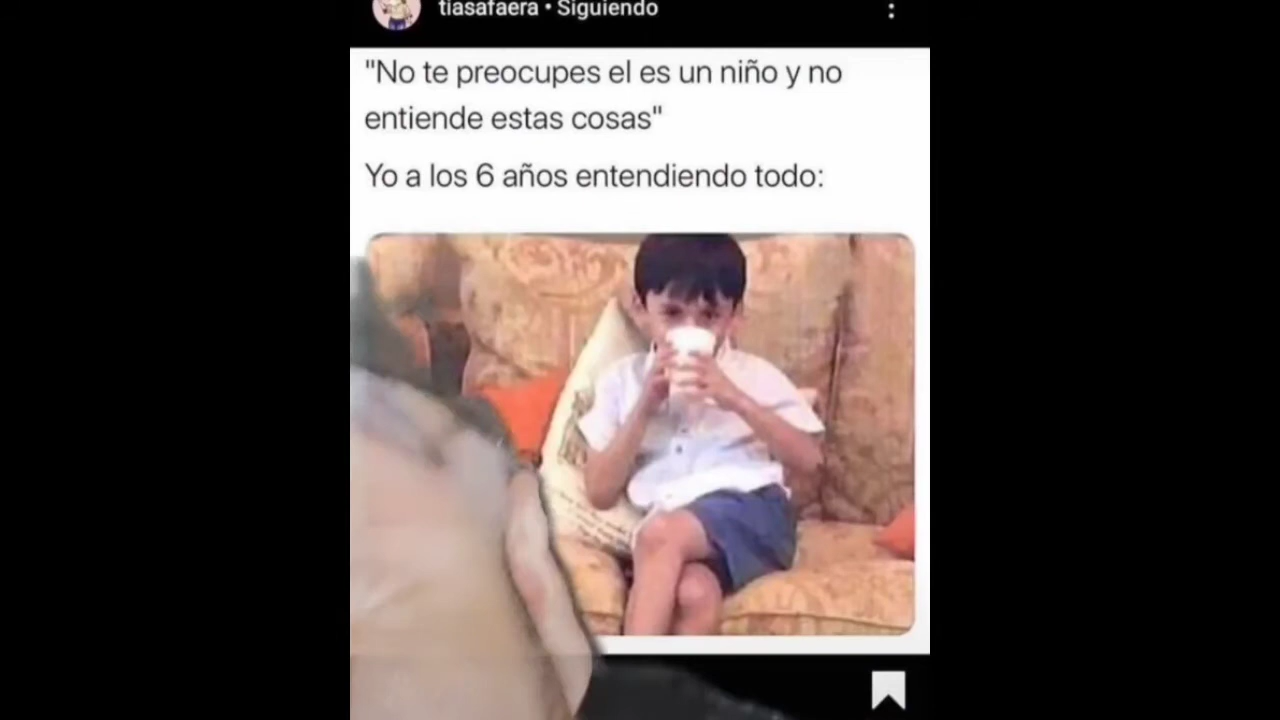 tiasafaera • Siguiendo
"No te preocupes el es un niño y no
entiende estas cosas"
Yo a los 6 años entendiendo todo: